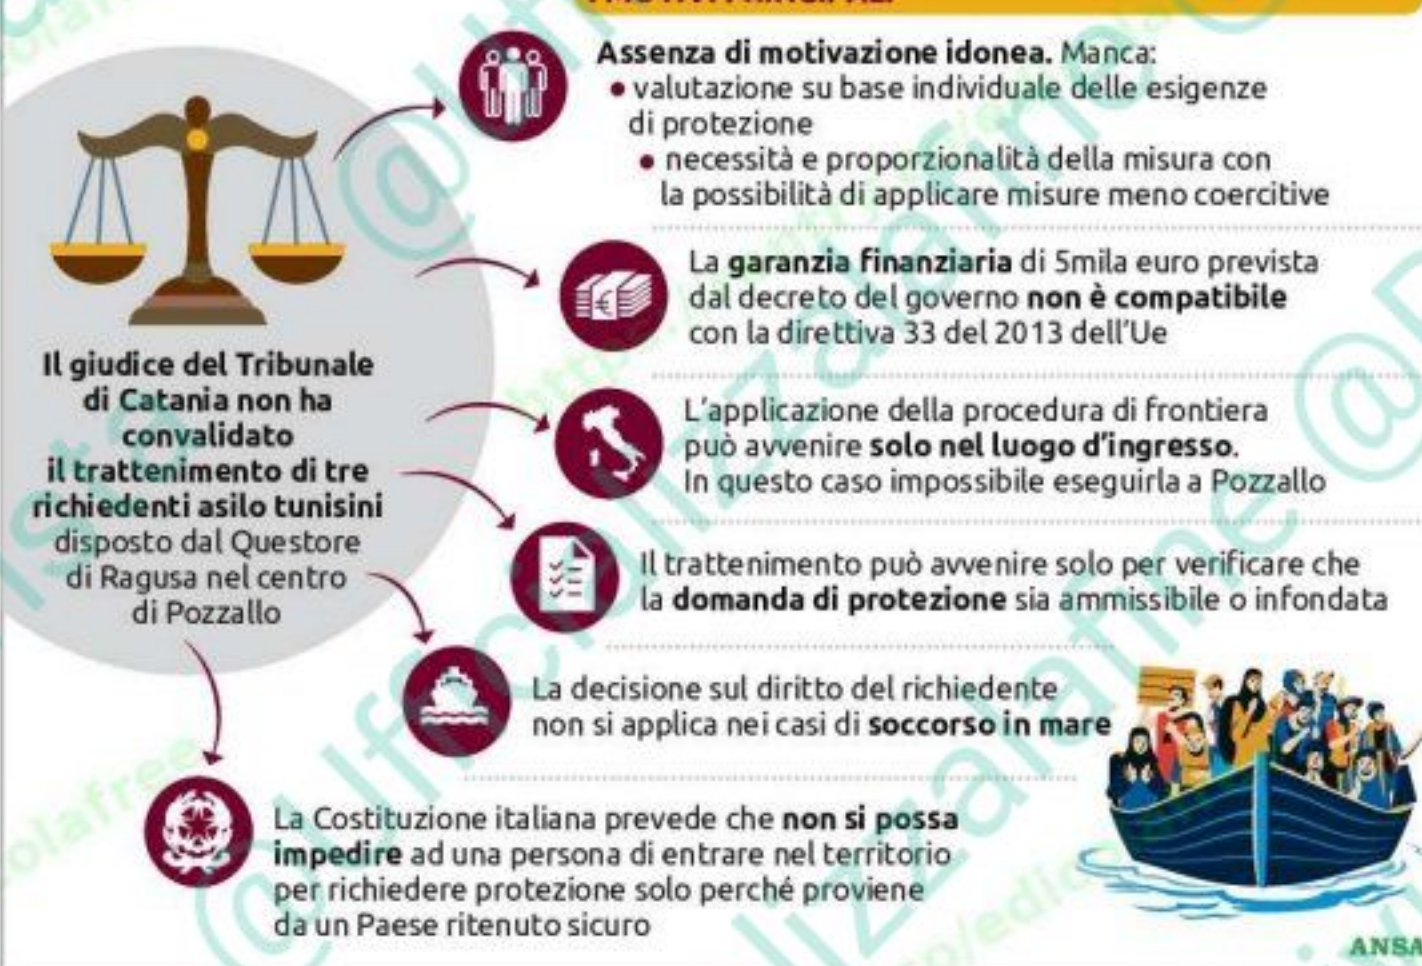 I MOTIVI PRINCIPALI
Assenza di motivazione idonea. Manca:
• valutazione su base individuale delle esigenze
di protezione
• necessità e proporzionalità della misura con
la possibilità di applicare misure meno coercitive
La garanzia finanziaria di 5mila euro prevista
dal decreto del governo non è compatibile
con la direttiva 33 del 2013 dell'Ue
Il giudice del Tribunale
di Catania non ha
convalidato
il trattenimento di tre
richiedenti asilo tunisini
disposto dal Questore
di Ragusa nel centro
di Pozzallo
L'applicazione della procedura di frontiera
può avvenire solo nel luogo d'ingresso.
In questo caso impossibile eseguirla a Pozzallo
Il trattenimento può avvenire solo per verificare che
la domanda di protezione sia ammissibile o infondata
La decisione sul diritto del richiedente
non si applica nei casi di soccorso in mare
La Costituzione italiana prevede che non si possa
impedire ad una persona di entrare nel territorio
per richiedere protezione solo perché proviene
da un Paese ritenuto sicuro
ANSA